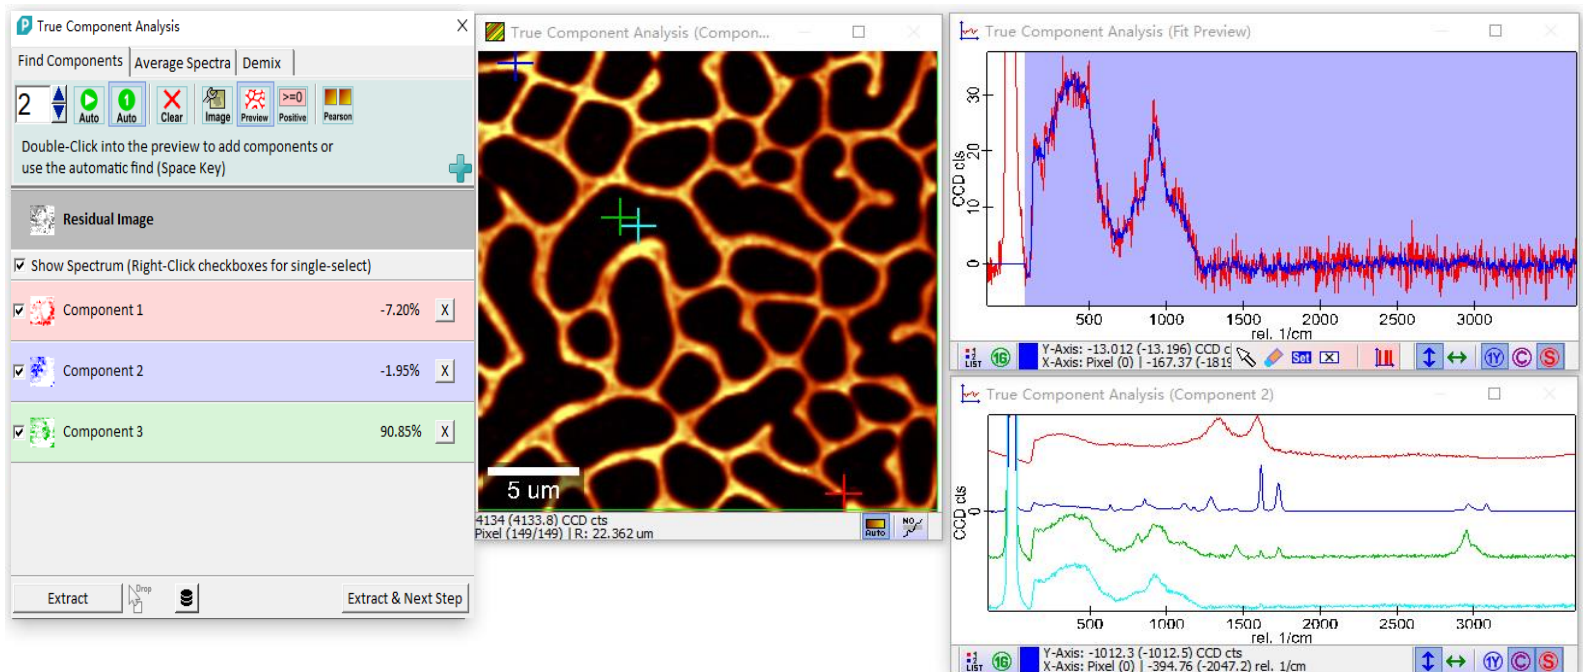 True Component Analysis X
Find Components Average Spectra Demix
2 Auto 1 Auto Clear Image Preview >=0 Positive Pearson
Double-Click into the preview to add components or
use the automatic find (Space Key)
Residual Image
Show Spectrum (Right-Click checkboxes for single-select)
Component 1 -7.20% X
Component 2 -1.95% X
Component 3 90.85% X
Extract Drop Extract & Next Step
True Component Analysis (Compon...
5 um
4134 (4133.8) CCD cts
Pixel (149/149) | R: 22.362 um
Auto NO
True Component Analysis (Fit Preview)
CCD cts
30
20
10
0
500 1000 1500 2000 2500 3000
rel. 1/cm
LIST 1G Y-Axis: -13.012 (-13.196) CCD c Set X 1Y C S
X-Axis: Pixel (0) | -167.37 (-1819
True Component Analysis (Component 2)
CCD cts
0
500 1000 1500 2000 2500 3000
rel. 1/cm
LIST 1G Y-Axis: -1012.3 (-1012.5) CCD cts 1Y C S
X-Axis: Pixel (0) | -394.76 (-2047.2) rel. 1/cm